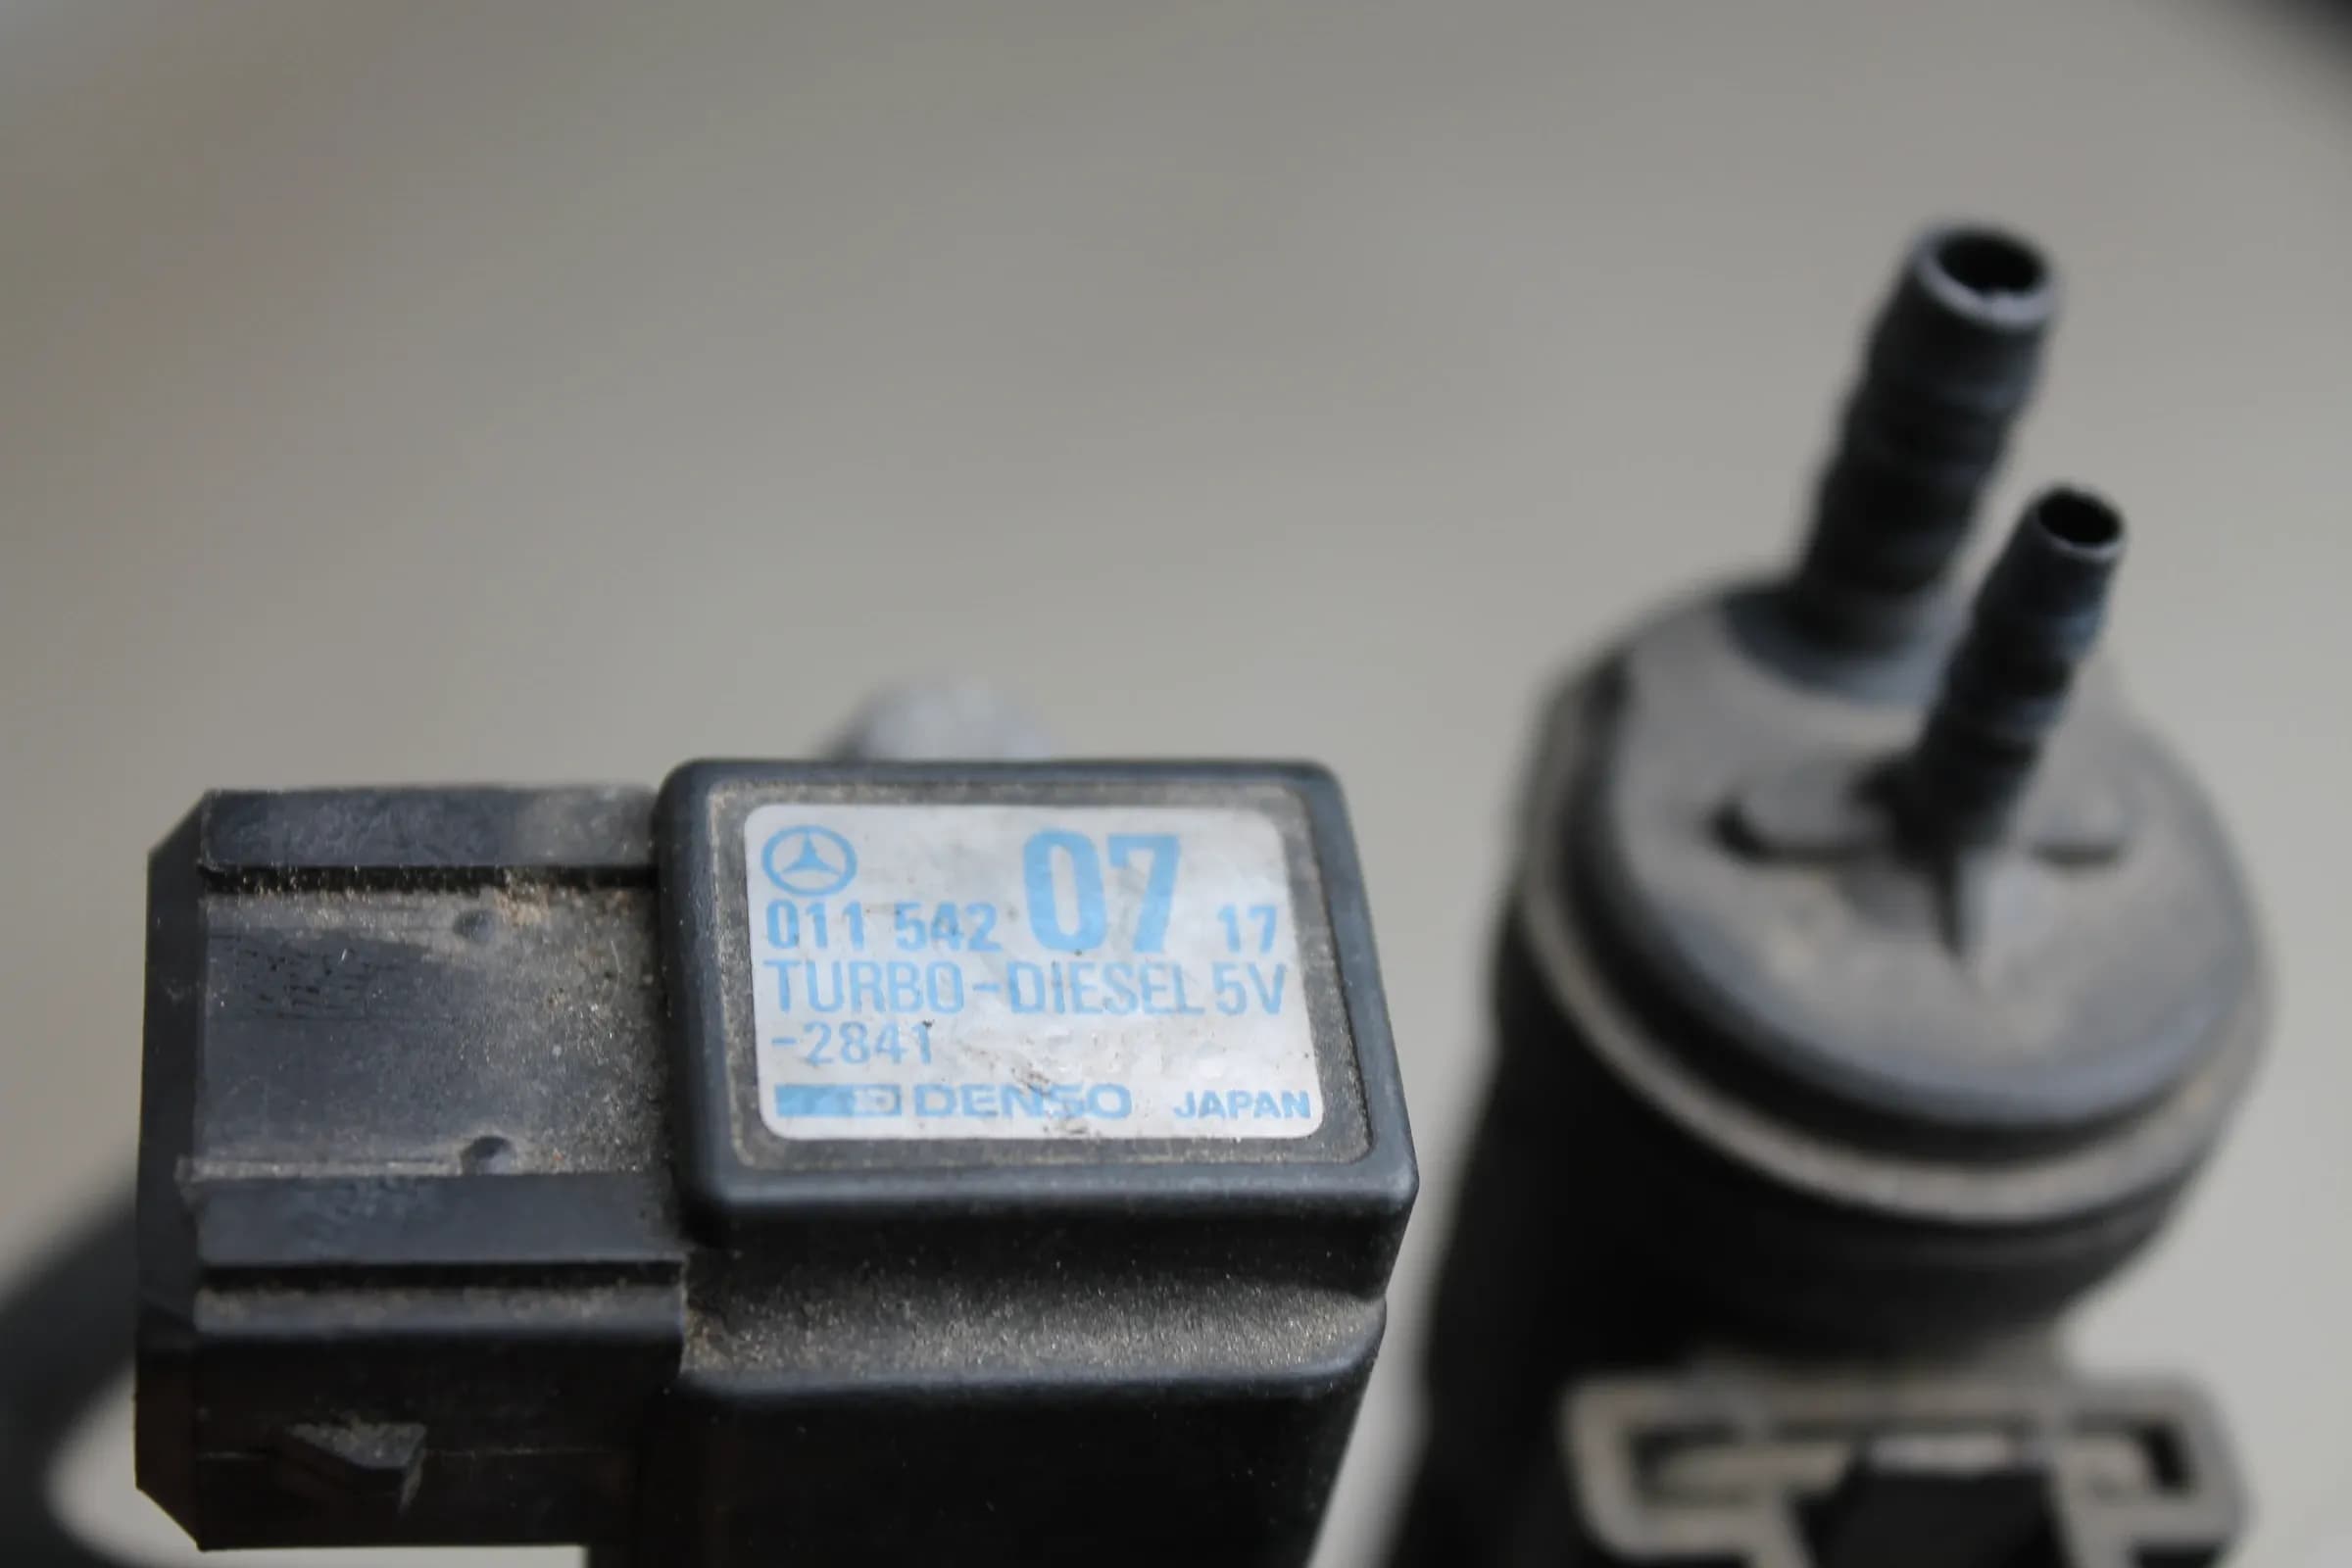 011 542 07 17
TURBO-DIESEL 5V
-2841
DENSO JAPAN